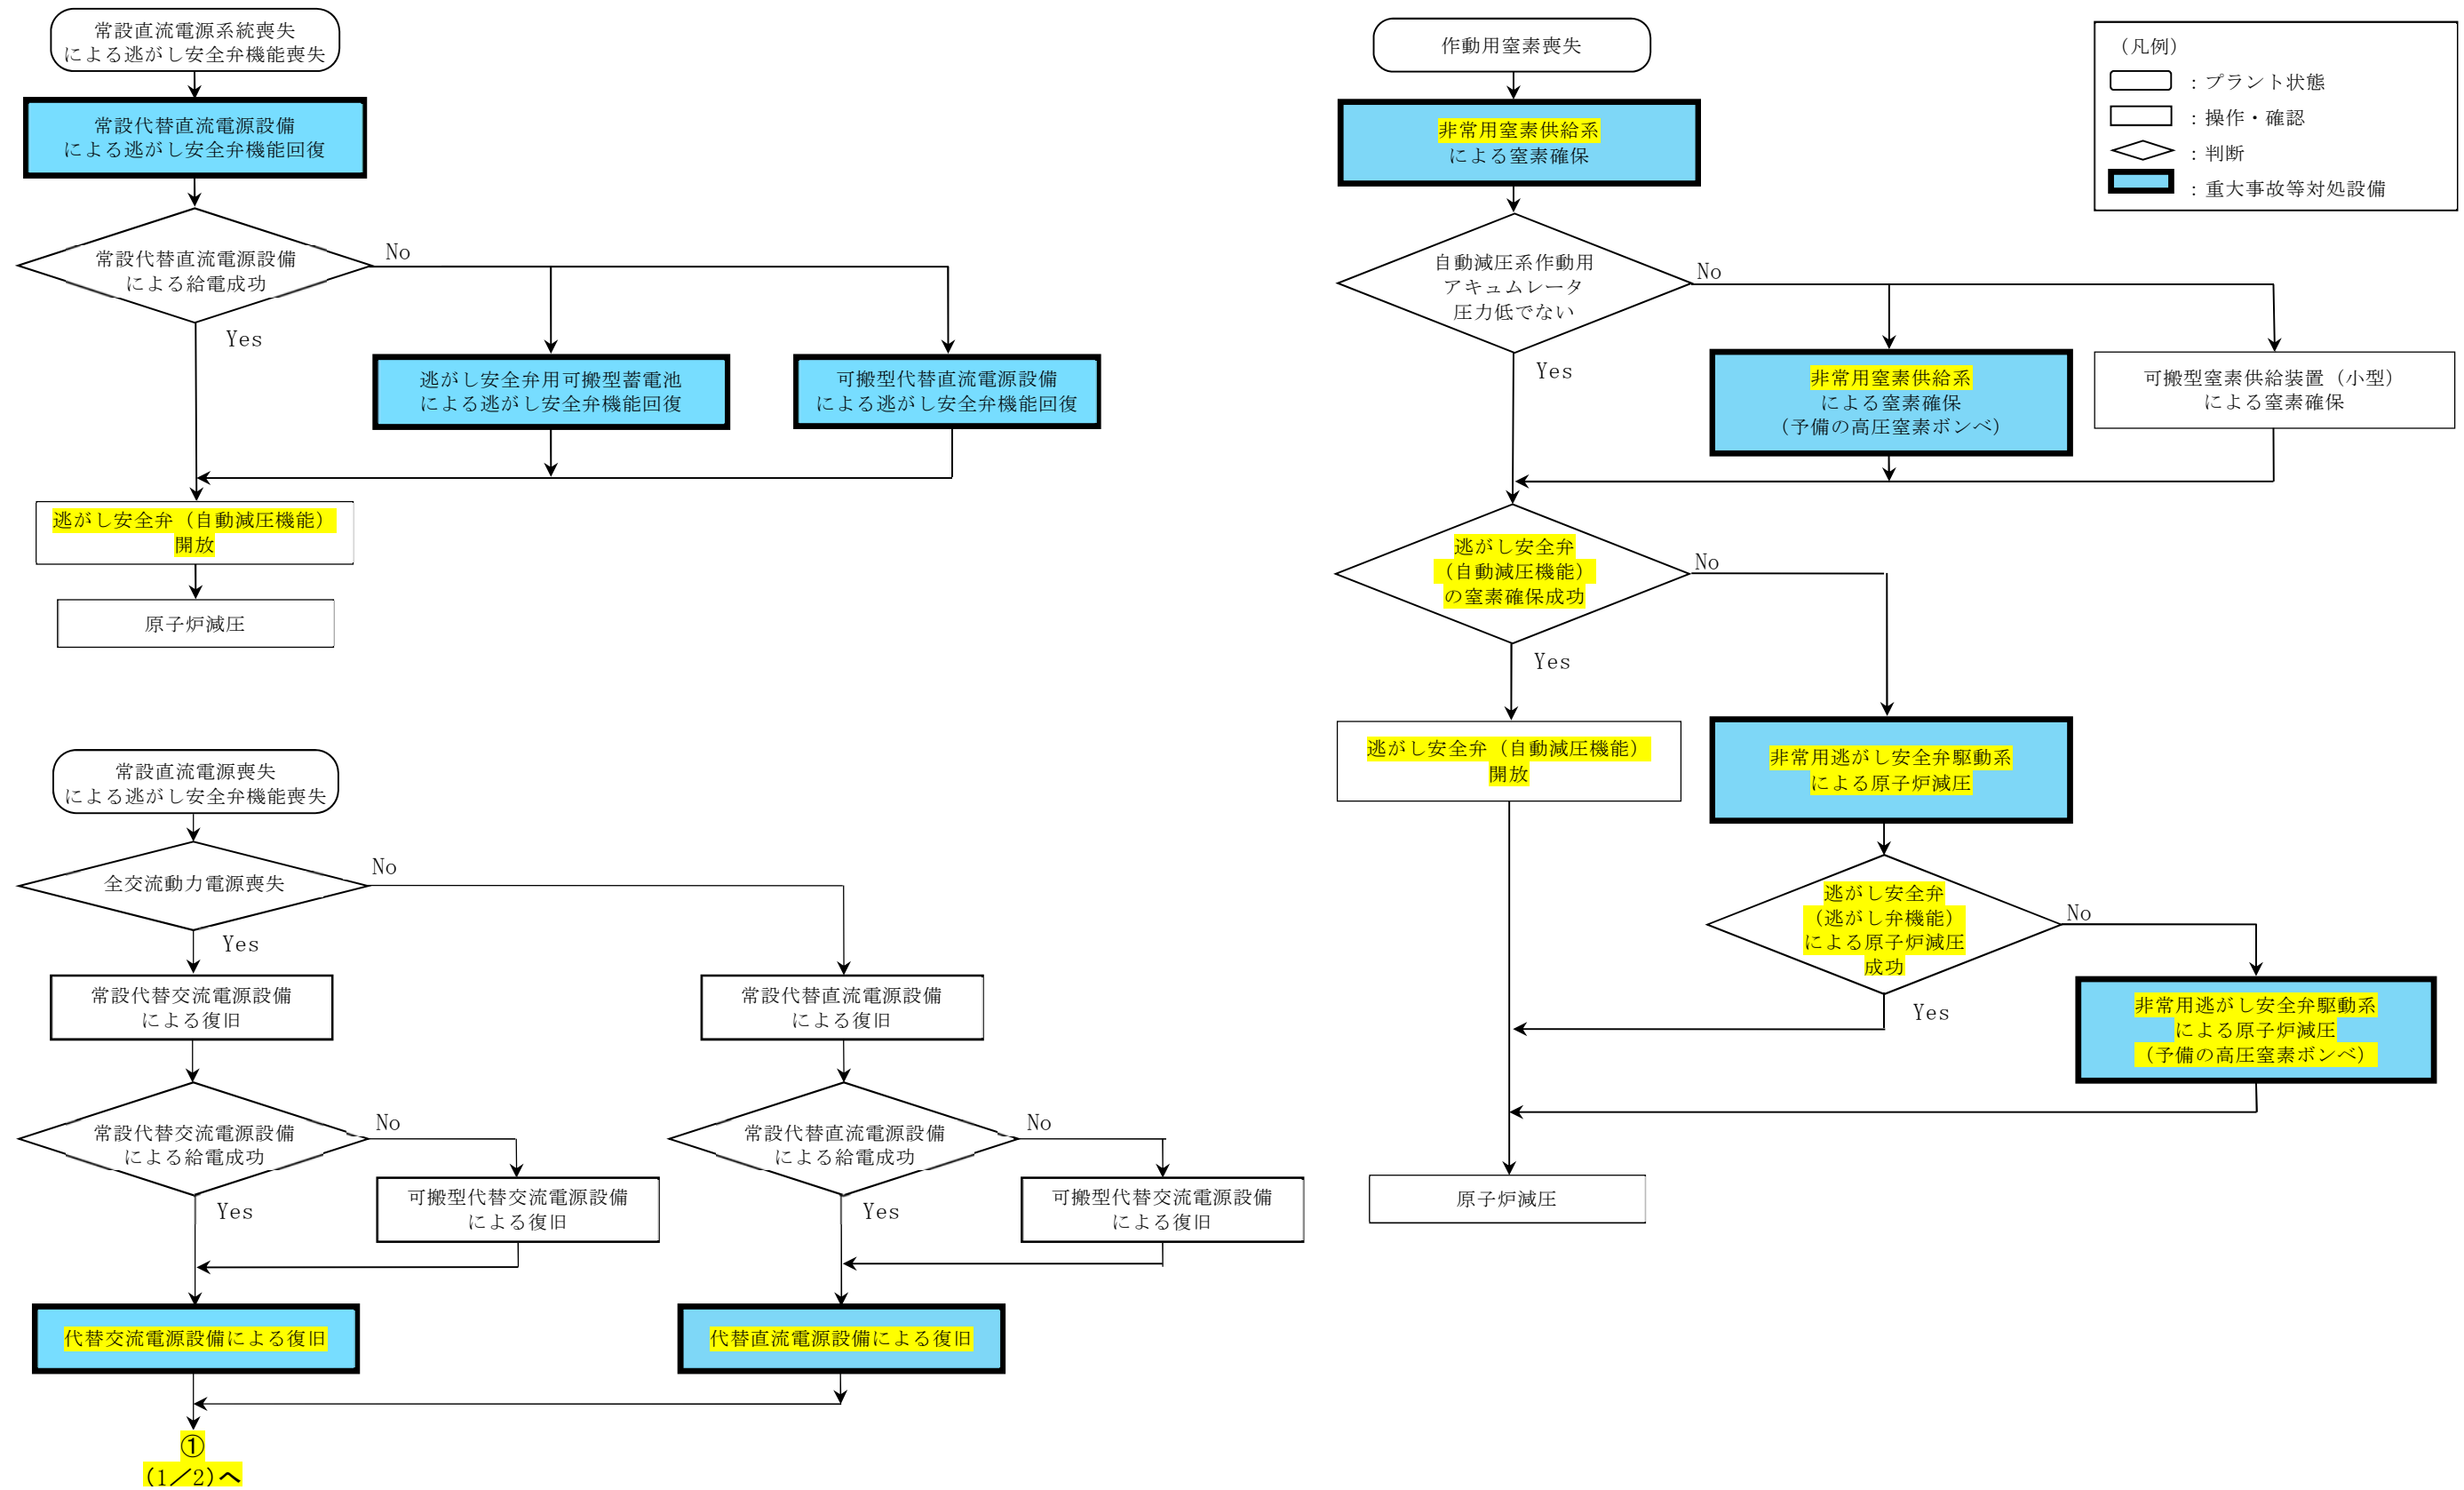 常設直流電源系統喪失
による逃がし安全弁機能喪失
常設代替直流電源設備
による逃がし安全弁機能回復
常設代替直流電源設備
による給電成功
No
Yes
逃がし安全弁用可搬型蓄電池
による逃がし安全弁機能回復
可搬型代替直流電源設備
による逃がし安全弁機能回復
逃がし安全弁（自動減圧機能）
開放
原子炉減圧
常設直流電源喪失
による逃がし安全弁機能喪失
全交流動力電源喪失
No
Yes
常設代替交流電源設備
による復旧
常設代替直流電源設備
による復旧
常設代替交流電源設備
による給電成功
No
Yes
可搬型代替交流電源設備
による復旧
常設代替直流電源設備
による給電成功
No
Yes
可搬型代替交流電源設備
による復旧
代替交流電源設備による復旧
代替直流電源設備による復旧
①
(1／2)へ
作動用窒素喪失
非常用窒素供給系
による窒素確保
自動減圧系作動用
アキュムレータ
圧力低でない
No
Yes
非常用窒素供給系
による窒素確保
（予備の高圧窒素ボンベ）
可搬型窒素供給装置（小型）
による窒素確保
逃がし安全弁
（自動減圧機能）
の窒素確保成功
No
Yes
逃がし安全弁（自動減圧機能）
開放
非常用逃がし安全弁駆動系
による原子炉減圧
逃がし安全弁
（逃がし弁機能）
による原子炉減圧
成功
No
Yes
非常用逃がし安全弁駆動系
による原子炉減圧
（予備の高圧窒素ボンベ）
原子炉減圧
（凡例）
：プラント状態
：操作・確認
：判断
：重大事故等対処設備